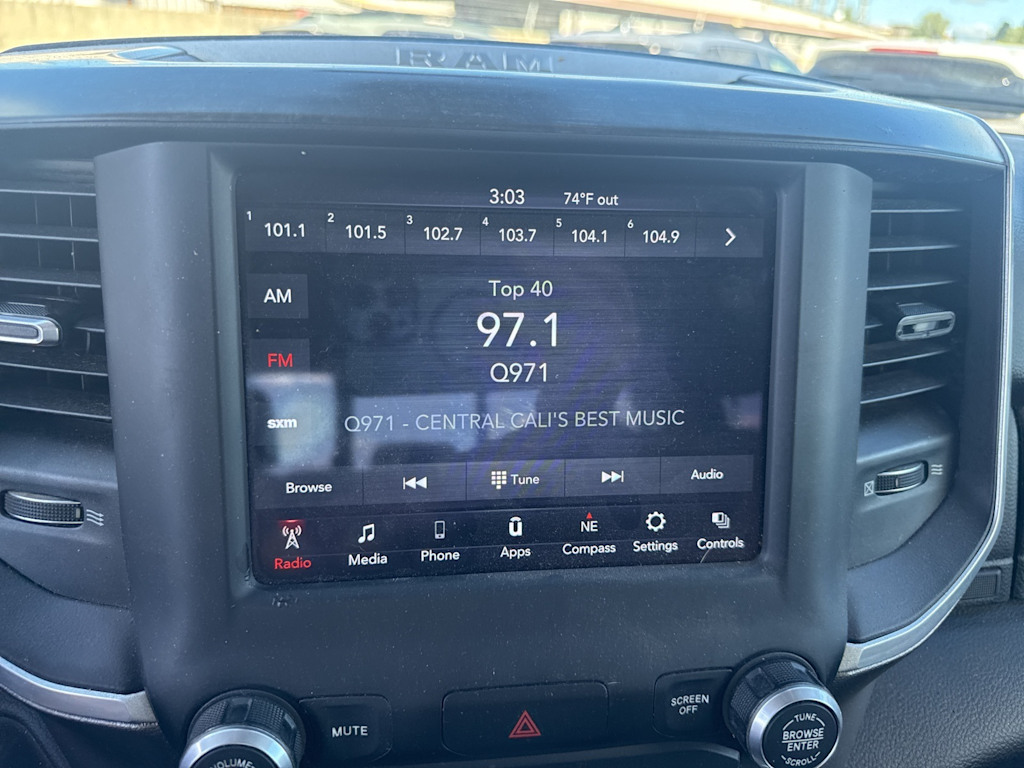 RAM
3:03 74°F out
1 101.1 2 101.5 3 102.7 4 103.7 5 104.1 6 104.9
AM
Top 40
97.1
FM
Q971
sxm
Q971 - CENTRAL CALI'S BEST MUSIC
Browse Tune Audio
Radio Media Phone Apps NE Compass Settings Controls
MUTE
SCREEN
OFF
VOLUME
TUNE
BROWSE
ENTER
SCROLL